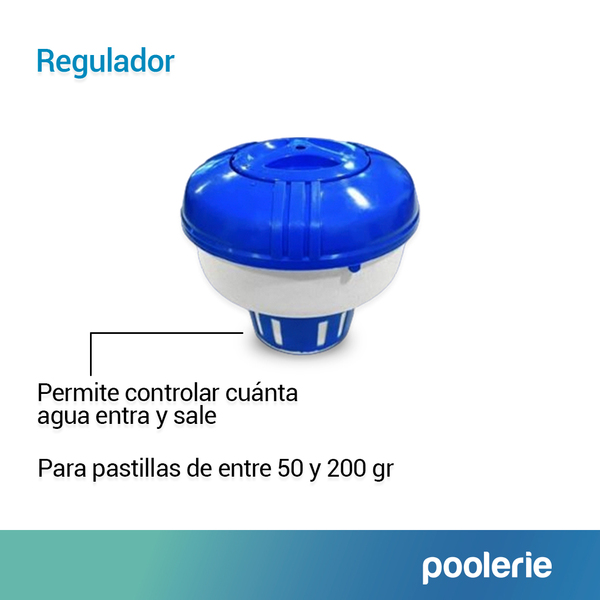 Regulador
Permite controlar cuánta
agua entra y sale
Para pastillas de entre 50 y 200 gr
poolerie